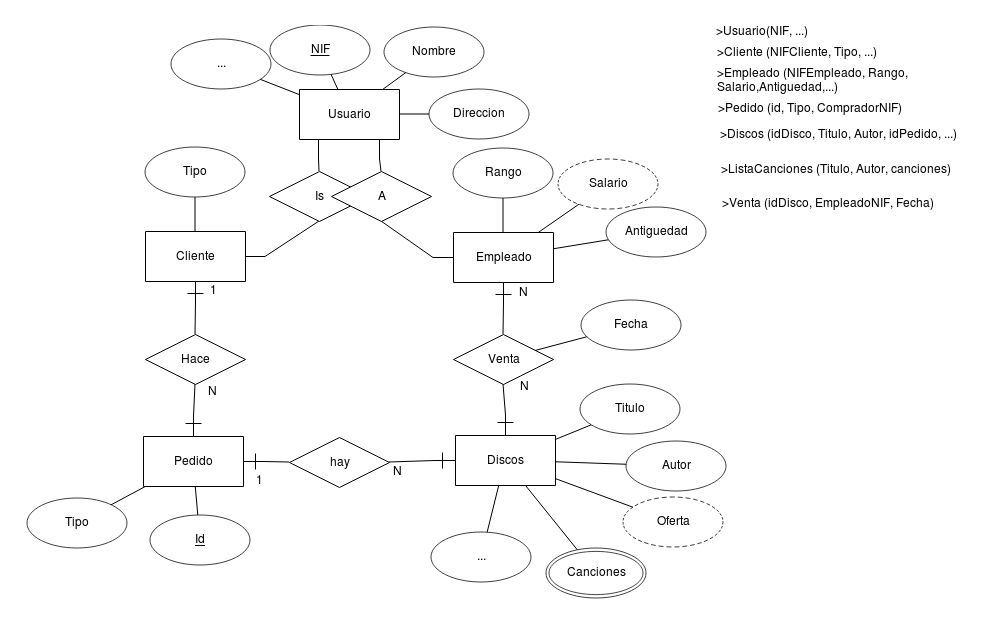 ...
NIF
Nombre
Usuario
Direccion
>Usuario(NIF, ...)
>Cliente (NIFCliente, Tipo, ...)
>Empleado (NIFEmpleado, Rango,
Salario,Antiguedad,...)
>Pedido (id, Tipo, CompradorNIF)
>Discos (idDisco, Titulo, Autor, idPedido, ...)
>ListaCanciones (Titulo, Autor, canciones)
>Venta (idDisco, EmpleadoNIF, Fecha)
Tipo
Is
A
Rango
Salario
Antiguedad
Cliente
Empleado
1
N
Hace
Venta
Fecha
N
N
Titulo
Pedido
hay
Discos
Autor
1
N
Tipo
Id
Oferta
...
Canciones